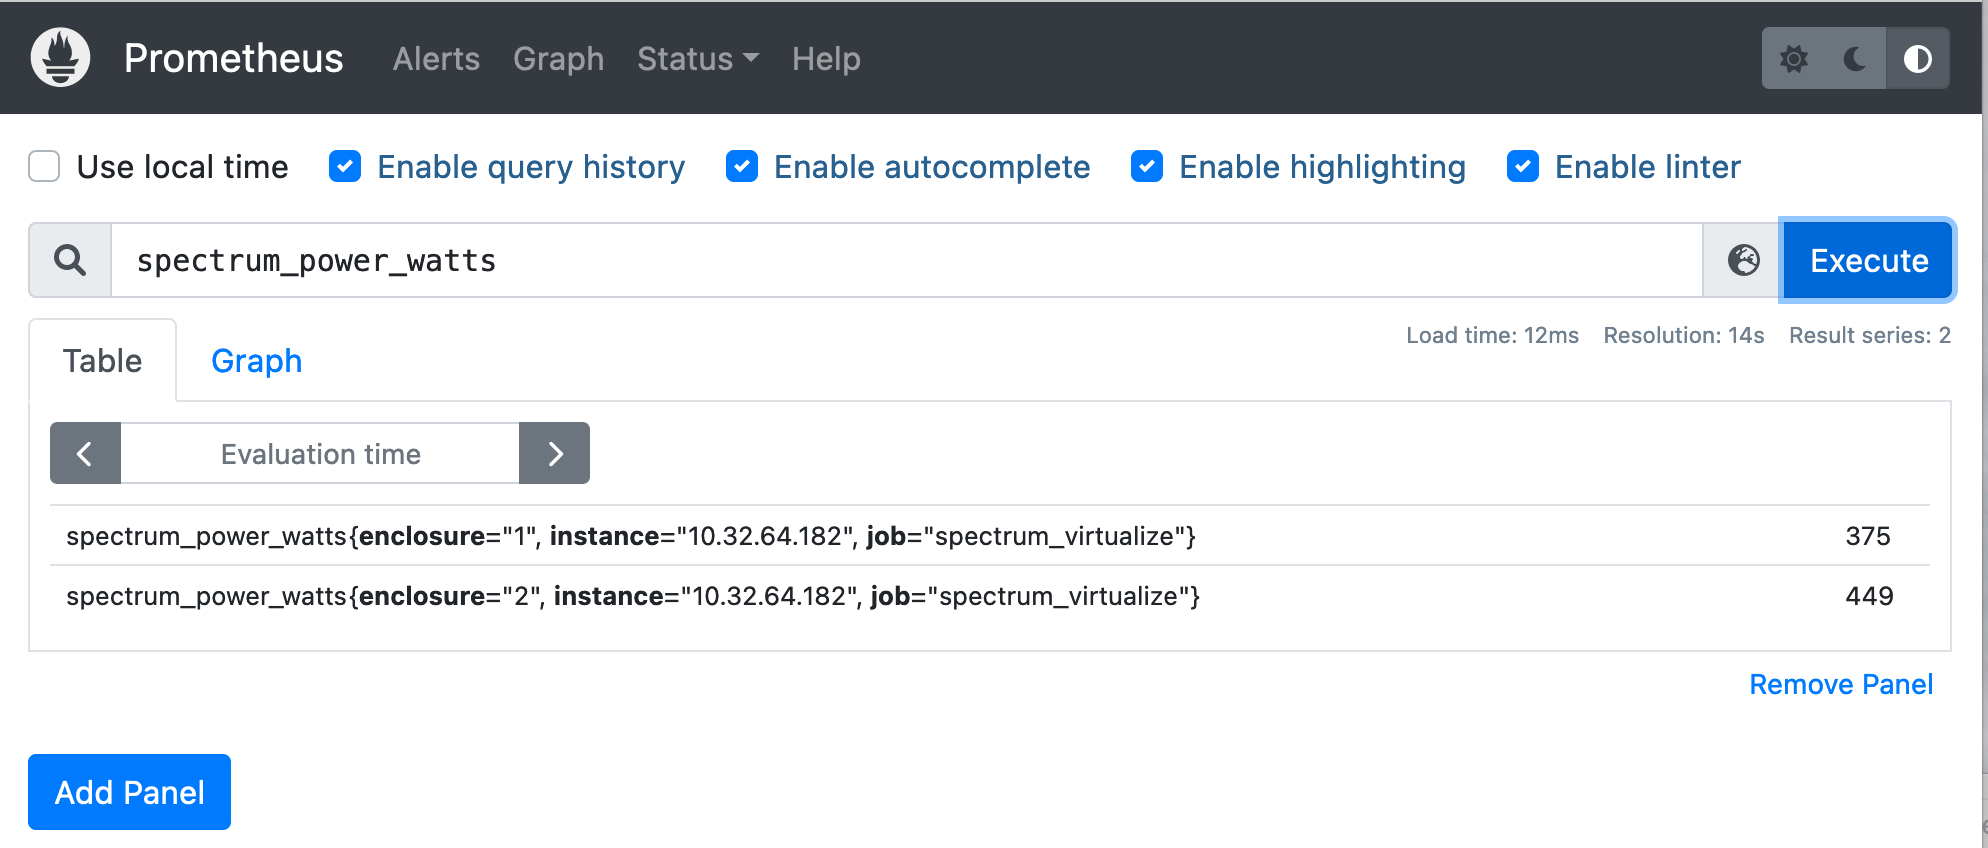 Prometheus Alerts Graph Status Help
Use local time Enable query history Enable autocomplete Enable highlighting Enable linter
spectrum_power_watts Execute
Load time: 12ms Resolution: 14s Result series: 2
Table Graph
Evaluation time
spectrum_power_watts{enclosure="1", instance="10.32.64.182", job="spectrum_virtualize"} 375
spectrum_power_watts{enclosure="2", instance="10.32.64.182", job="spectrum_virtualize"} 449
Remove Panel
Add Panel